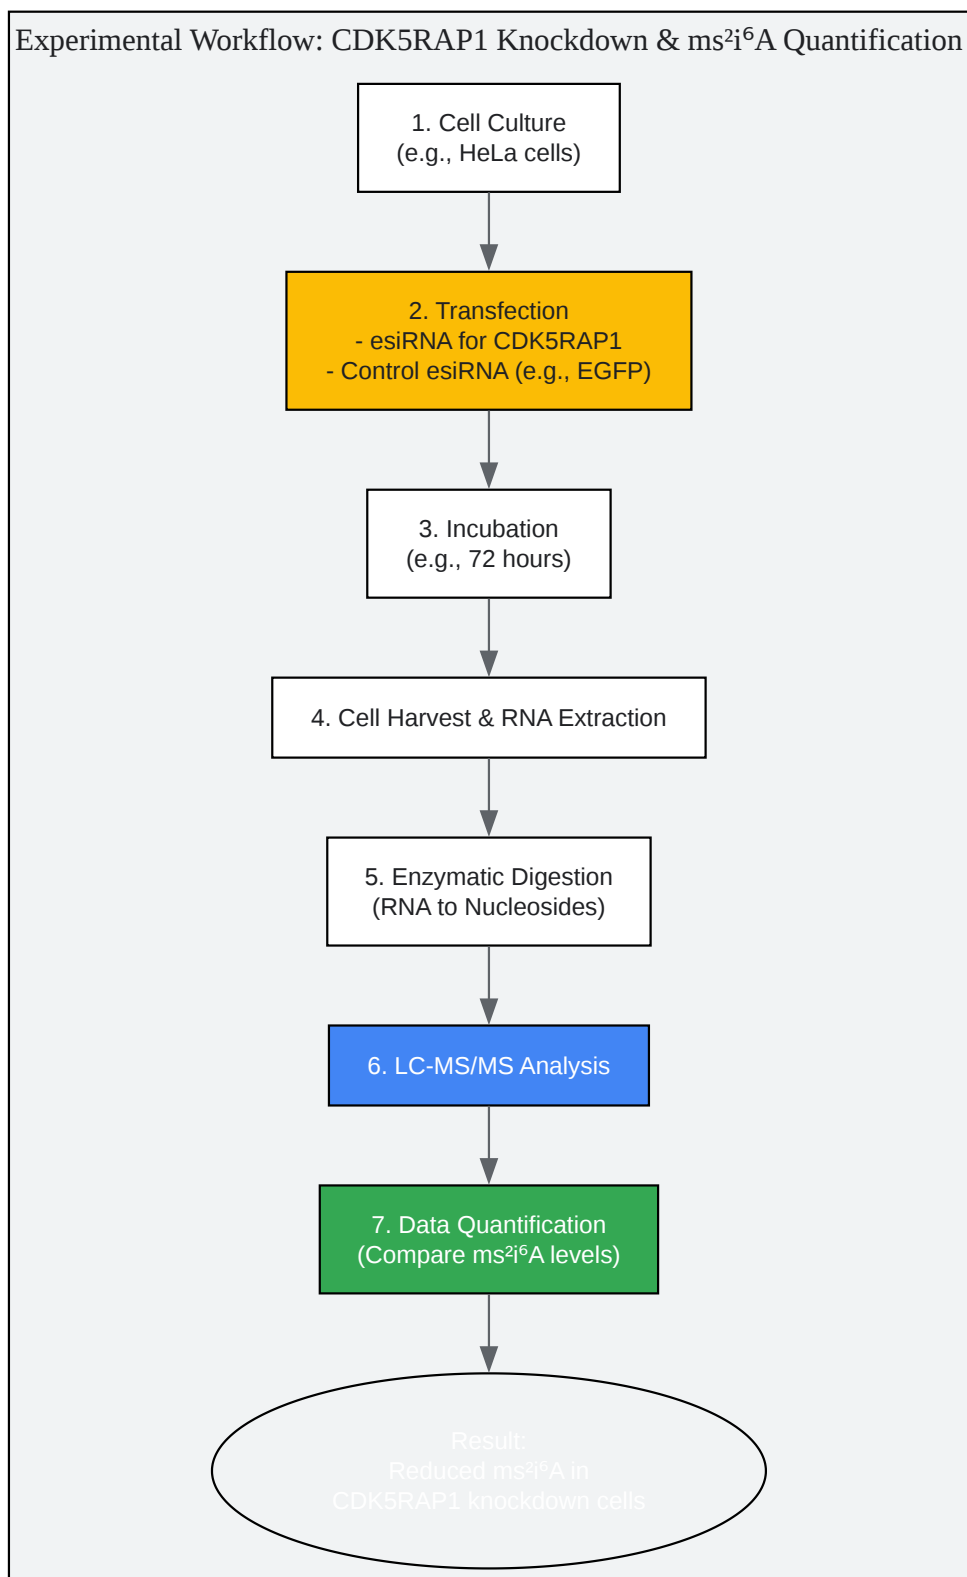 Experimental Workflow: CDK5RAP1 Knockdown & ms²i⁶A Quantification
1. Cell Culture
(e.g., HeLa cells)
2. Transfection
- esiRNA for CDK5RAP1
- Control esiRNA (e.g., EGFP)
3. Incubation
(e.g., 72 hours)
4. Cell Harvest & RNA Extraction
5. Enzymatic Digestion
(RNA to Nucleosides)
6. LC-MS/MS Analysis
7. Data Quantification
(Compare ms²i⁶A levels)
Result:
Reduced ms²i⁶A in
CDK5RAP1 knockdown cells